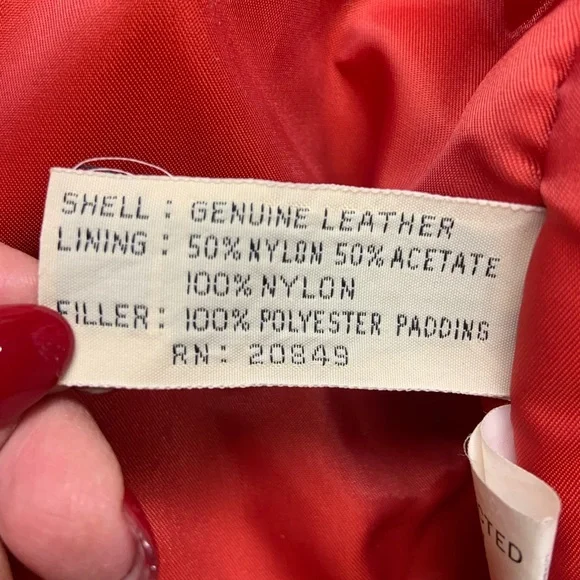 SHELL : GENUINE LEATHER
LINING : 50% NYLON 50% ACETATE
100% NYLON
FILLER: 100% POLYESTER PADDING
RN: 20849